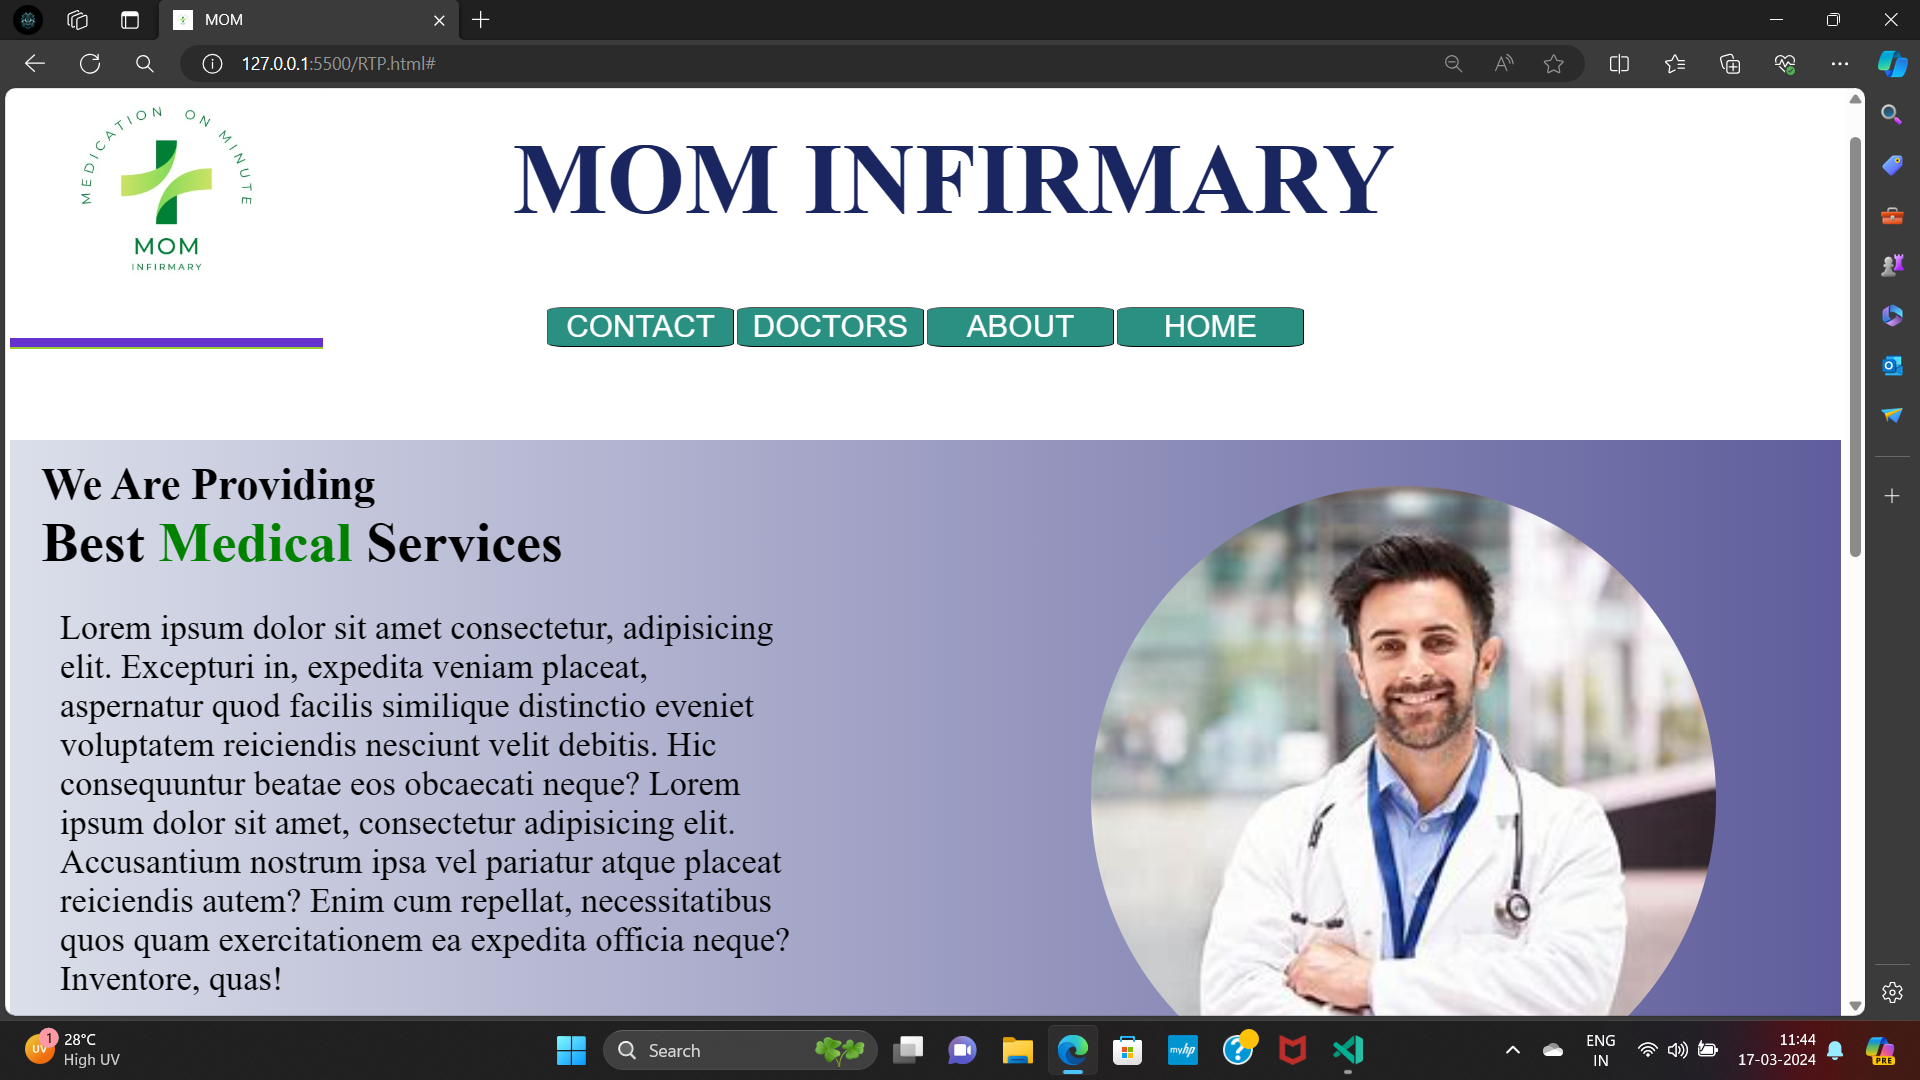 MOM
127.0.0.1:5500/RTP.html#
MEDICATION ON MINUTE
MOM
INFIRMARY
MOM INFIRMARY
CONTACT DOCTORS ABOUT HOME
We Are Providing
Best Medical Services
Lorem ipsum dolor sit amet consectetur, adipisicing
elit. Excepturi in, expedita veniam placeat,
aspernatur quod facilis similique distinctio eveniet
voluptatem reiciendis nesciunt velit debitis. Hic
consequuntur beatae eos obcaecati neque? Lorem
ipsum dolor sit amet, consectetur adipisicing elit.
Accusantium nostrum ipsa vel pariatur atque placeat
reiciendis autem? Enim cum repellat, necessitatibus
quos quam exercitationem ea expedita officia neque?
Inventore, quas!
UV
1
28°C
High UV
Search
myhp
ENG
IN
11:44
17-03-2024
PRE